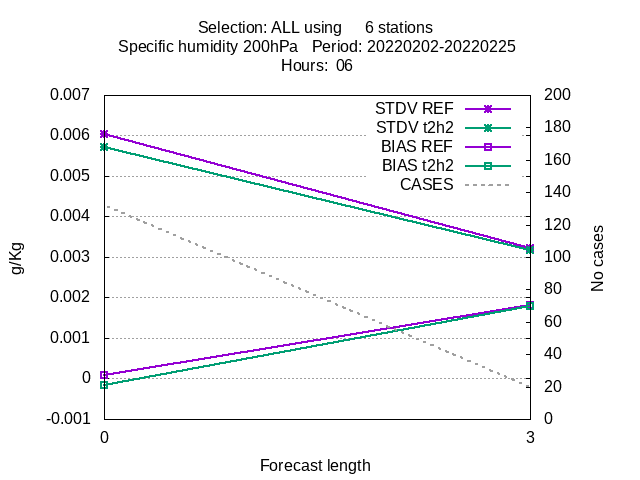 Selection: ALL using     6 stations
Specific humidity 200hPa   Period: 20220202-20220225
Hours:  06
0.007
0.006
0.005
0.004
0.003
0.002
0.001
0
-0.001
g/Kg
STDV REF
STDV t2h2
BIAS REF
BIAS t2h2
CASES
200
180
160
140
120
100
80
60
40
20
0
No cases
0 3
Forecast length